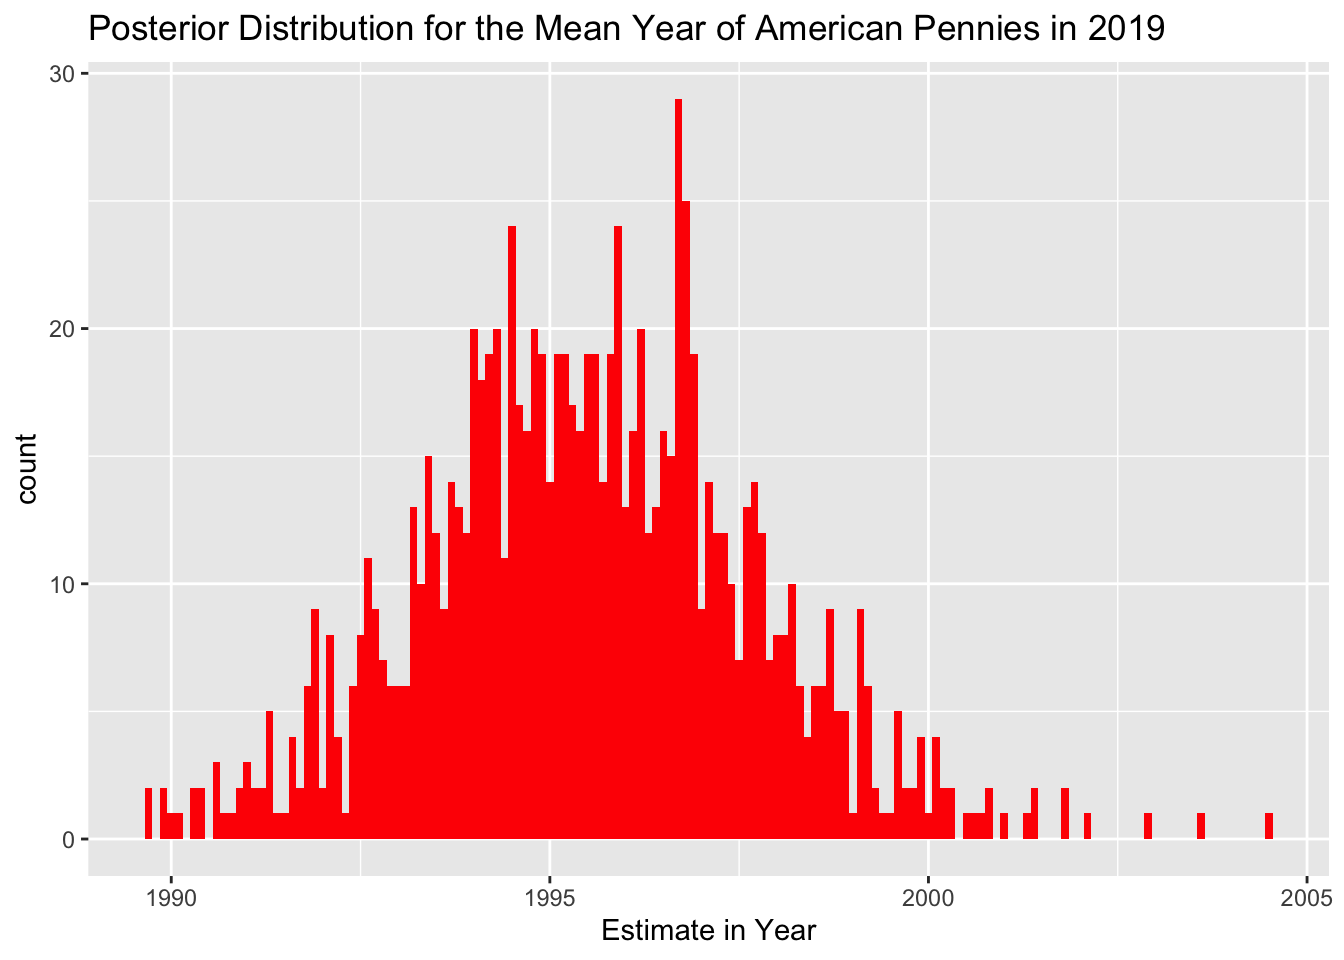 Posterior Distribution for the Mean Year of American Pennies in 2019
30
20
10
0
count
1990
1995
2000
2005
Estimate in Year